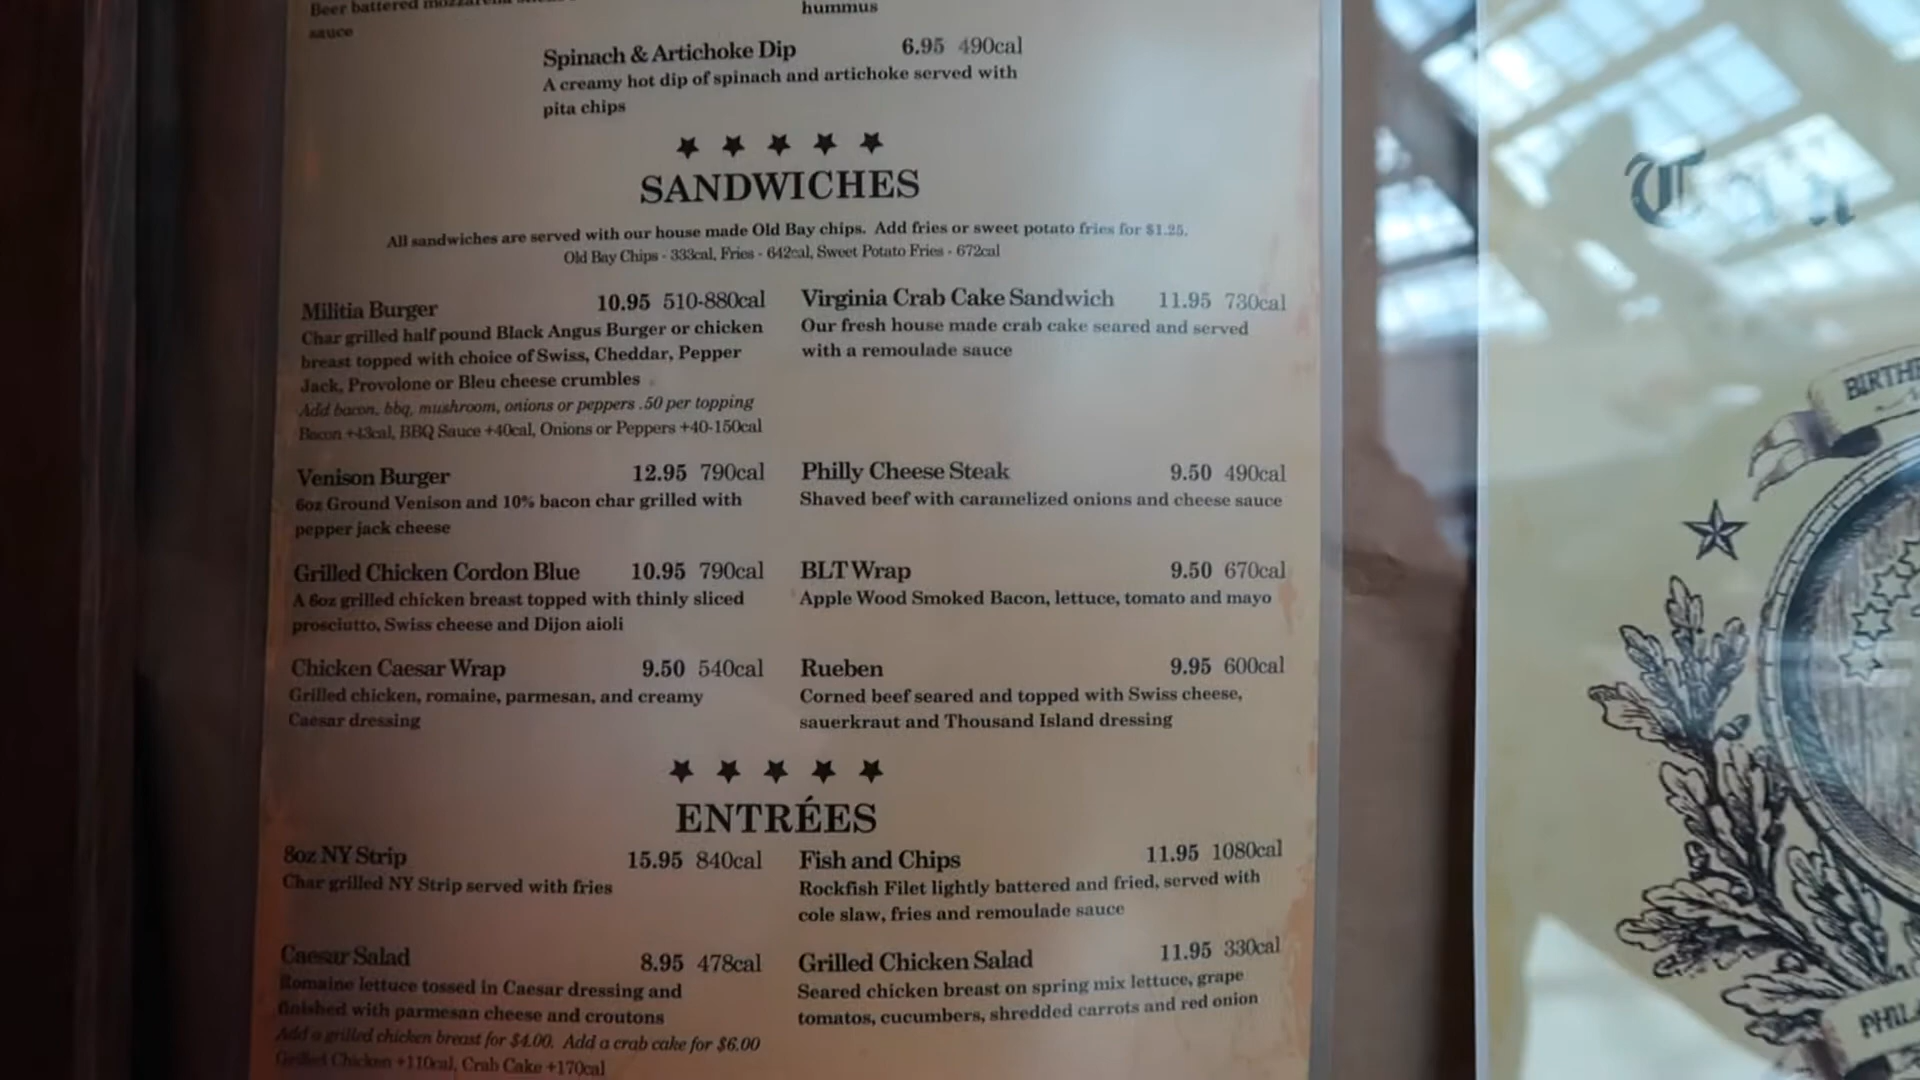 Beer battered mozzarella
sauce
hummus
Spinach & Artichoke Dip 6.95 490cal
A creamy hot dip of spinach and artichoke served with
pita chips
SANDWICHES
All sandwiches are served with our house made Old Bay chips. Add fries or sweet potato fries for $1.25.
Old Bay Chips - 333cal, Fries - 642cal, Sweet Potato Fries - 672cal
Militia Burger 10.95 510-880cal
Char grilled half pound Black Angus Burger or chicken
breast topped with choice of Swiss, Cheddar, Pepper
Jack, Provolone or Bleu cheese crumbles
Add bacon, bbq, mushroom, onions or peppers .50 per topping
Bacon +43cal, BBQ Sauce +40cal, Onions or Peppers +40-150cal
Virginia Crab Cake Sandwich 11.95 730cal
Our fresh house made crab cake seared and served
with a remoulade sauce
Venison Burger 12.95 790cal
6oz Ground Venison and 10% bacon char grilled with
pepper jack cheese
Philly Cheese Steak 9.50 490cal
Shaved beef with caramelized onions and cheese sauce
Grilled Chicken Cordon Blue 10.95 790cal
A 6oz grilled chicken breast topped with thinly sliced
prosciutto, Swiss cheese and Dijon aioli
BLT Wrap 9.50 670cal
Apple Wood Smoked Bacon, lettuce, tomato and mayo
Chicken Caesar Wrap 9.50 540cal
Grilled chicken, romaine, parmesan, and creamy
Caesar dressing
Rueben 9.95 600cal
Corned beef seared and topped with Swiss cheese,
sauerkraut and Thousand Island dressing
ENTRÉES
8oz NY Strip 15.95 840cal
Char grilled NY Strip served with fries
Fish and Chips 11.95 1080cal
Rockfish Filet lightly battered and fried, served with
cole slaw, fries and remoulade sauce
Caesar Salad 8.95 478cal
Romaine lettuce tossed in Caesar dressing and
finished with parmesan cheese and croutons
Add a grilled chicken breast for $4.00. Add a crab cake for $6.00
Grilled Chicken +110cal, Crab Cake +170cal
Grilled Chicken Salad 11.95 330cal
Seared chicken breast on spring mix lettuce, grape
tomatoes, cucumbers, shredded carrots and red onion
Tun
BIRTHP
PHILA